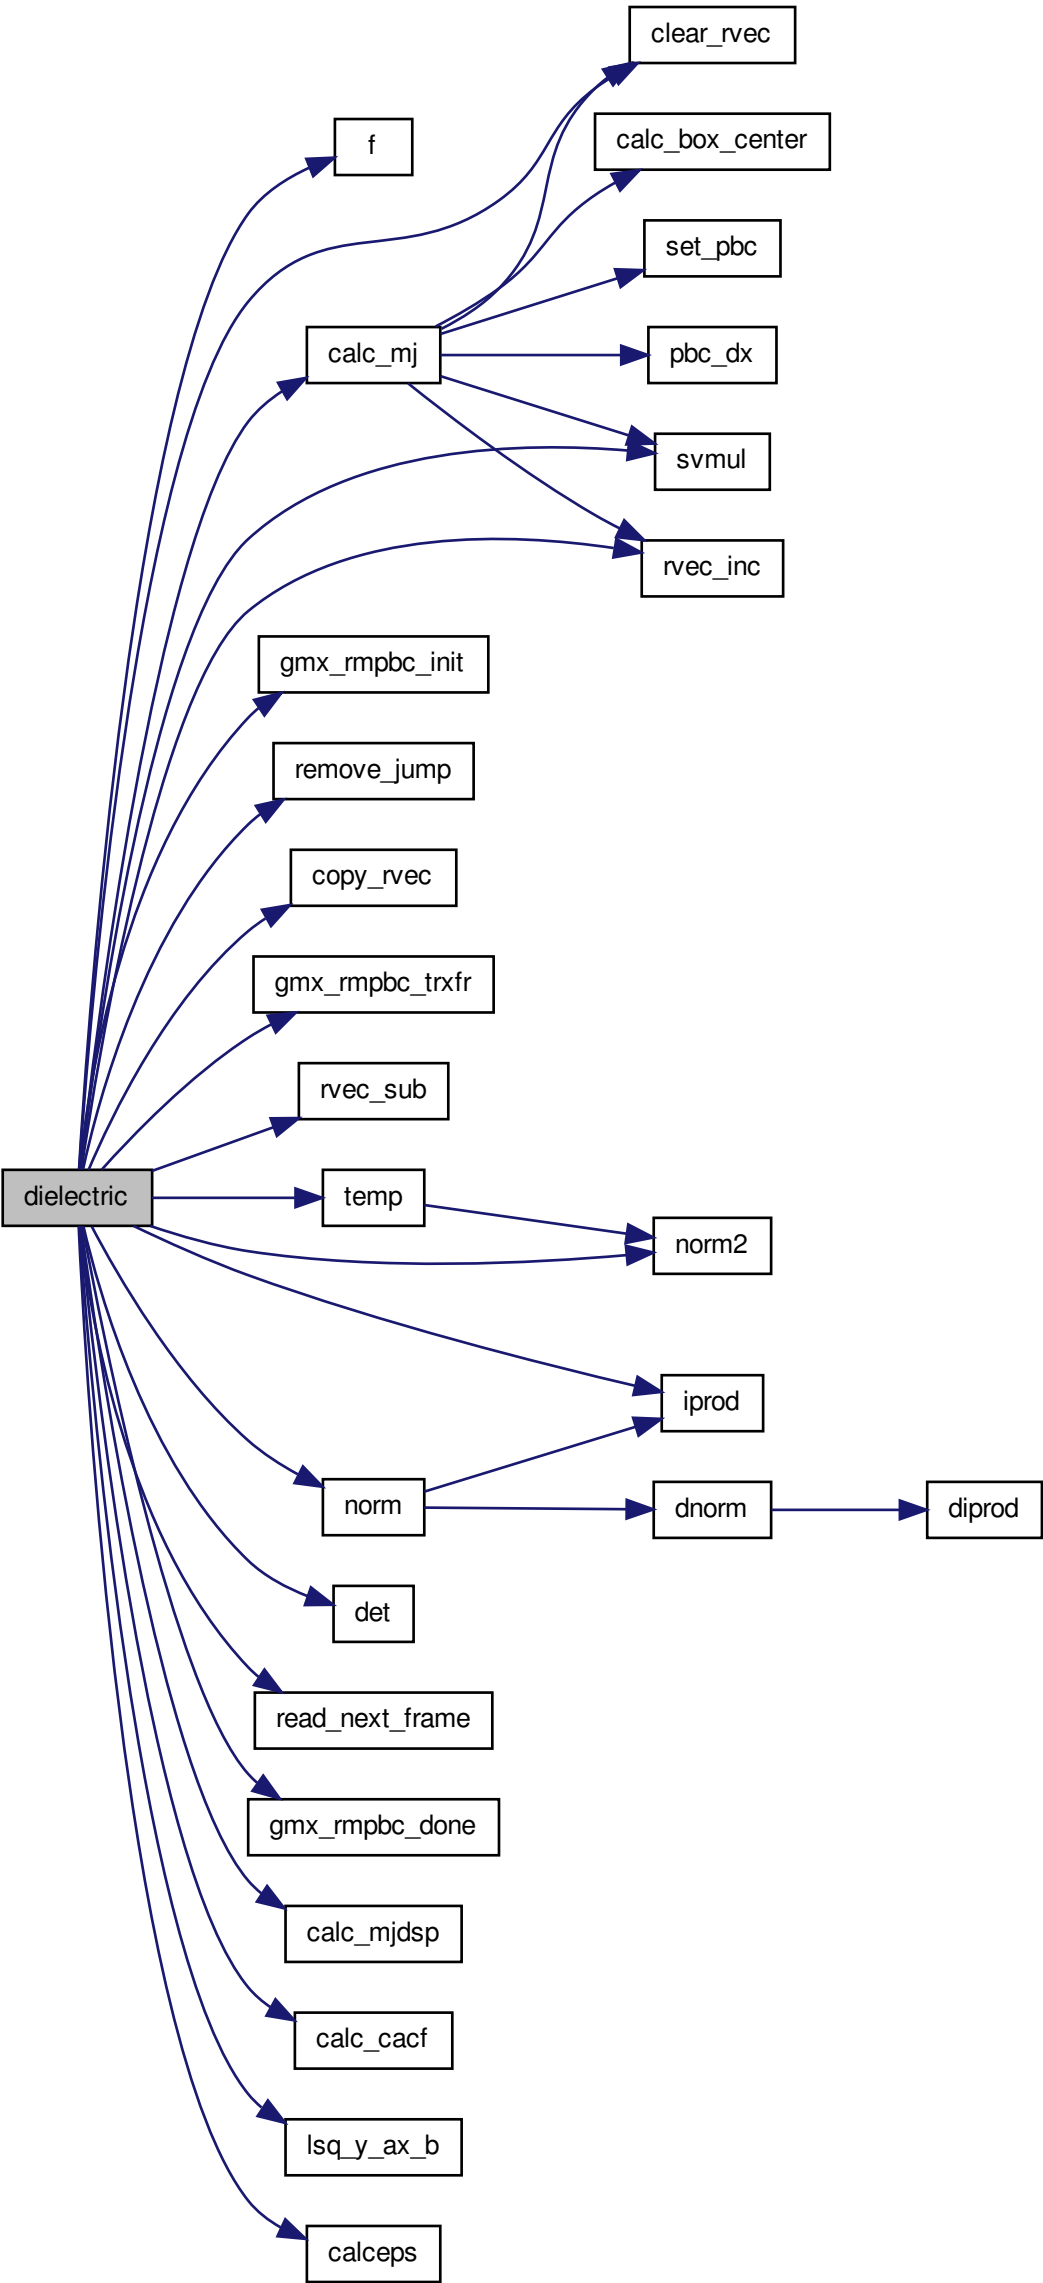 clear_rvec
f
calc_box_center
set_pbc
calc_mj
pbc_dx
svmul
rvec_inc
gmx_rmpbc_init
remove_jump
copy_rvec
gmx_rmpbc_trxfr
rvec_sub
dielectric
temp
norm2
iprod
norm
dnorm
diprod
det
read_next_frame
gmx_rmpbc_done
calc_mjdsp
calc_cacf
lsq_y_ax_b
calceps